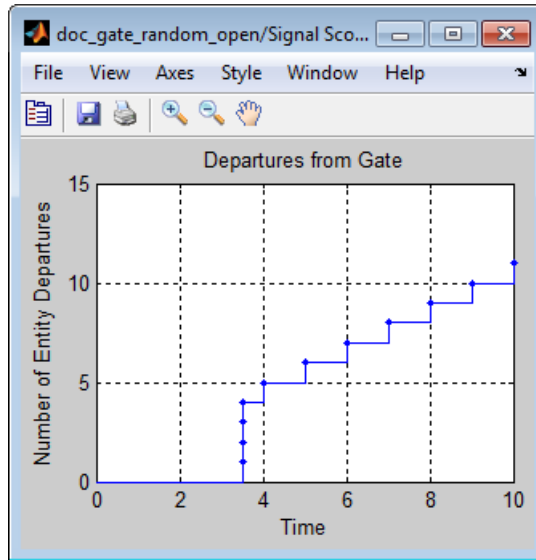 doc_gate_random_open/Signal Sco...
File View Axes Style Window Help
Departures from Gate
Number of Entity Departures
15
10
5
0
0 2 4 6 8 10
Time